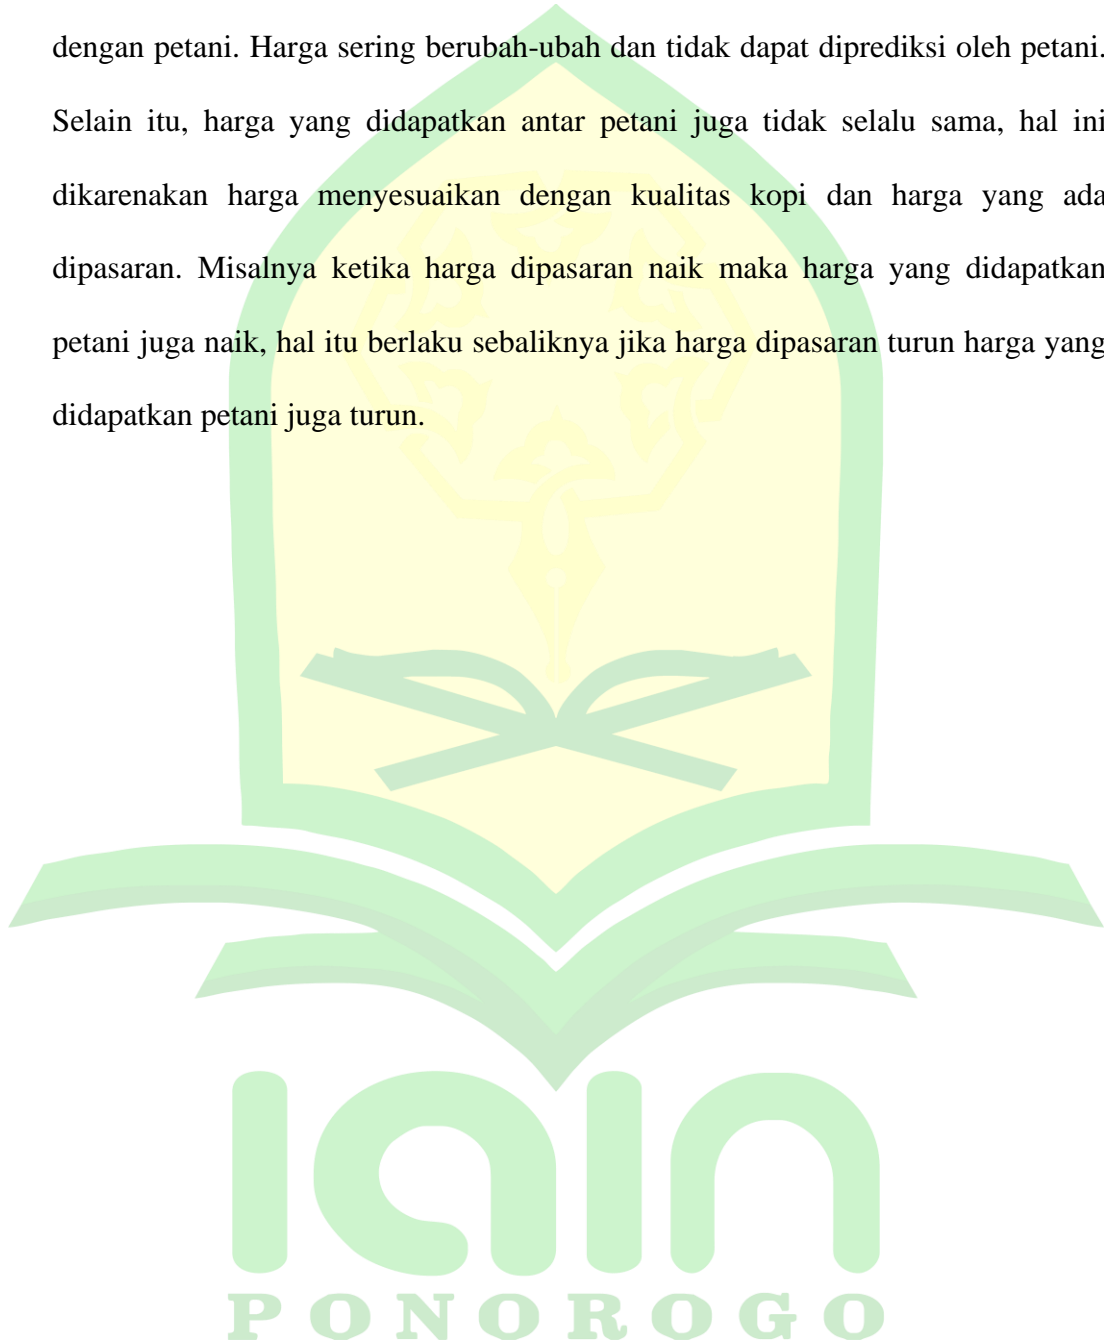 dengan petani. Harga sering berubah-ubah dan tidak dapat diprediksi oleh petani.
Selain itu, harga yang didapatkan antar petani juga tidak selalu sama, hal ini
dikarenakan harga menyesuaikan dengan kualitas kopi dan harga yang ada
dipasaran. Misalnya ketika harga dipasaran naik maka harga yang didapatkan
petani juga naik, hal itu berlaku sebaliknya jika harga dipasaran turun harga yang
didapatkan petani juga turun.
iain
PONOROGO